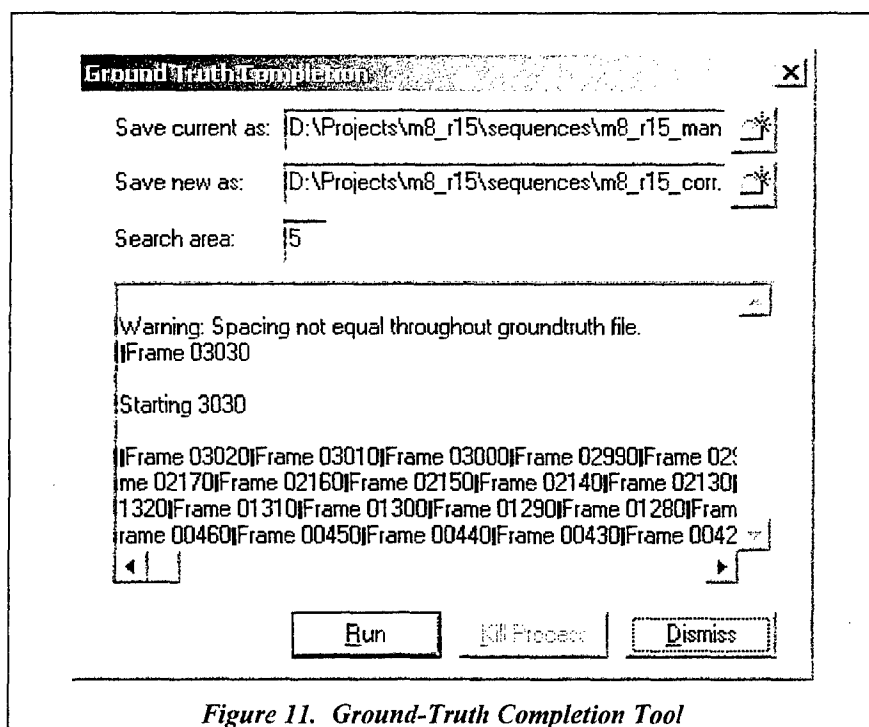 Ground Truth Completion
Save current as: D:\Projects\m8_r15\sequences\m8_r15_man
Save new as: D:\Projects\m8_r15\sequences\m8_r15_corr.
Search area: 5
Warning: Spacing not equal throughout groundtruth file.
|Frame 03030
Starting 3030
|Frame 03020|Frame 03010|Frame 03000|Frame 02990|Frame 029
me 02170|Frame 02160|Frame 02150|Frame 02140|Frame 02130|
1320|Frame 01310|Frame 01300|Frame 01290|Frame 01280|Fram
rame 00460|Frame 00450|Frame 00440|Frame 00430|Frame 0042
Run Kill Process Dismiss
Figure 11. Ground-Truth Completion Tool